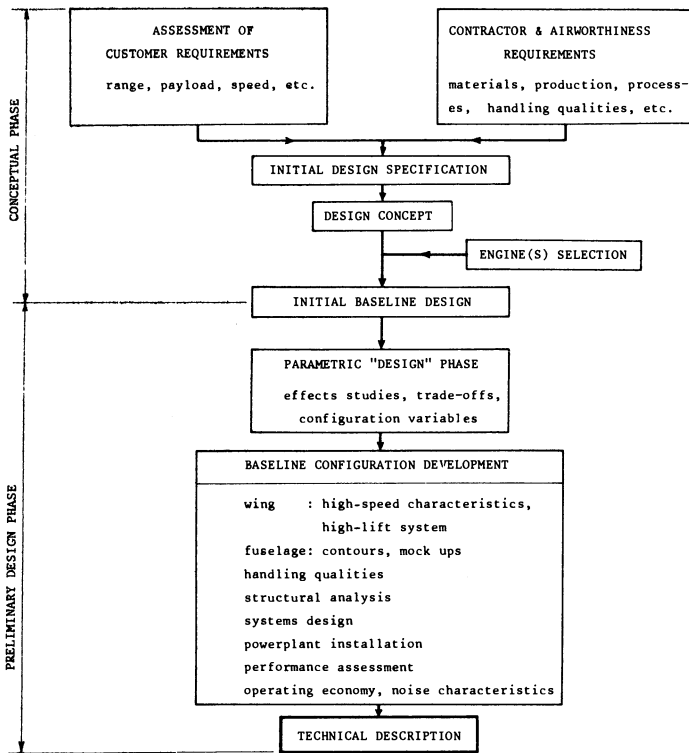 ASSESSMENT OF
CUSTOMER REQUIREMENTS
range, payload, speed, etc.
CONTRACTOR & AIRWORTHINESS
REQUIREMENTS
materials, production, process-
es, handling qualities, etc.
CONCEPTUAL PHASE
INITIAL DESIGN SPECIFICATION
DESIGN CONCEPT
ENGINE(S) SELECTION
INITIAL BASELINE DESIGN
PRELIMINARY DESIGN PHASE
PARAMETRIC "DESIGN" PHASE
effects studies, trade-offs,
configuration variables
BASELINE CONFIGURATION DEVELOPMENT
wing : high-speed characteristics,
high-lift system
fuselage: contours, mock ups
handling qualities
structural analysis
systems design
powerplant installation
performance assessment
operating economy, noise characteristics
TECHNICAL DESCRIPTION